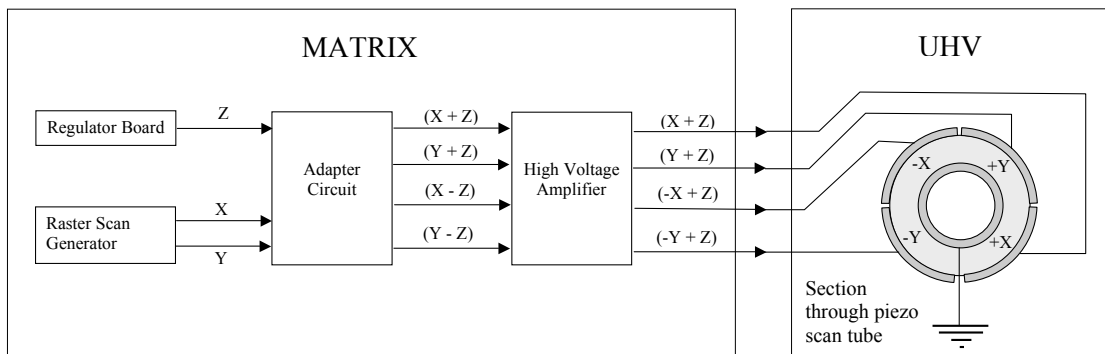 MATRIX
UHV
Regulator Board
Z
Raster Scan
Generator
X
Y
Adapter
Circuit
(X + Z)
(Y + Z)
(X - Z)
(Y - Z)
High Voltage
Amplifier
(X + Z)
(Y + Z)
(-X + Z)
(-Y + Z)
-X
+Y
-Y
+X
Section
through piezo
scan tube